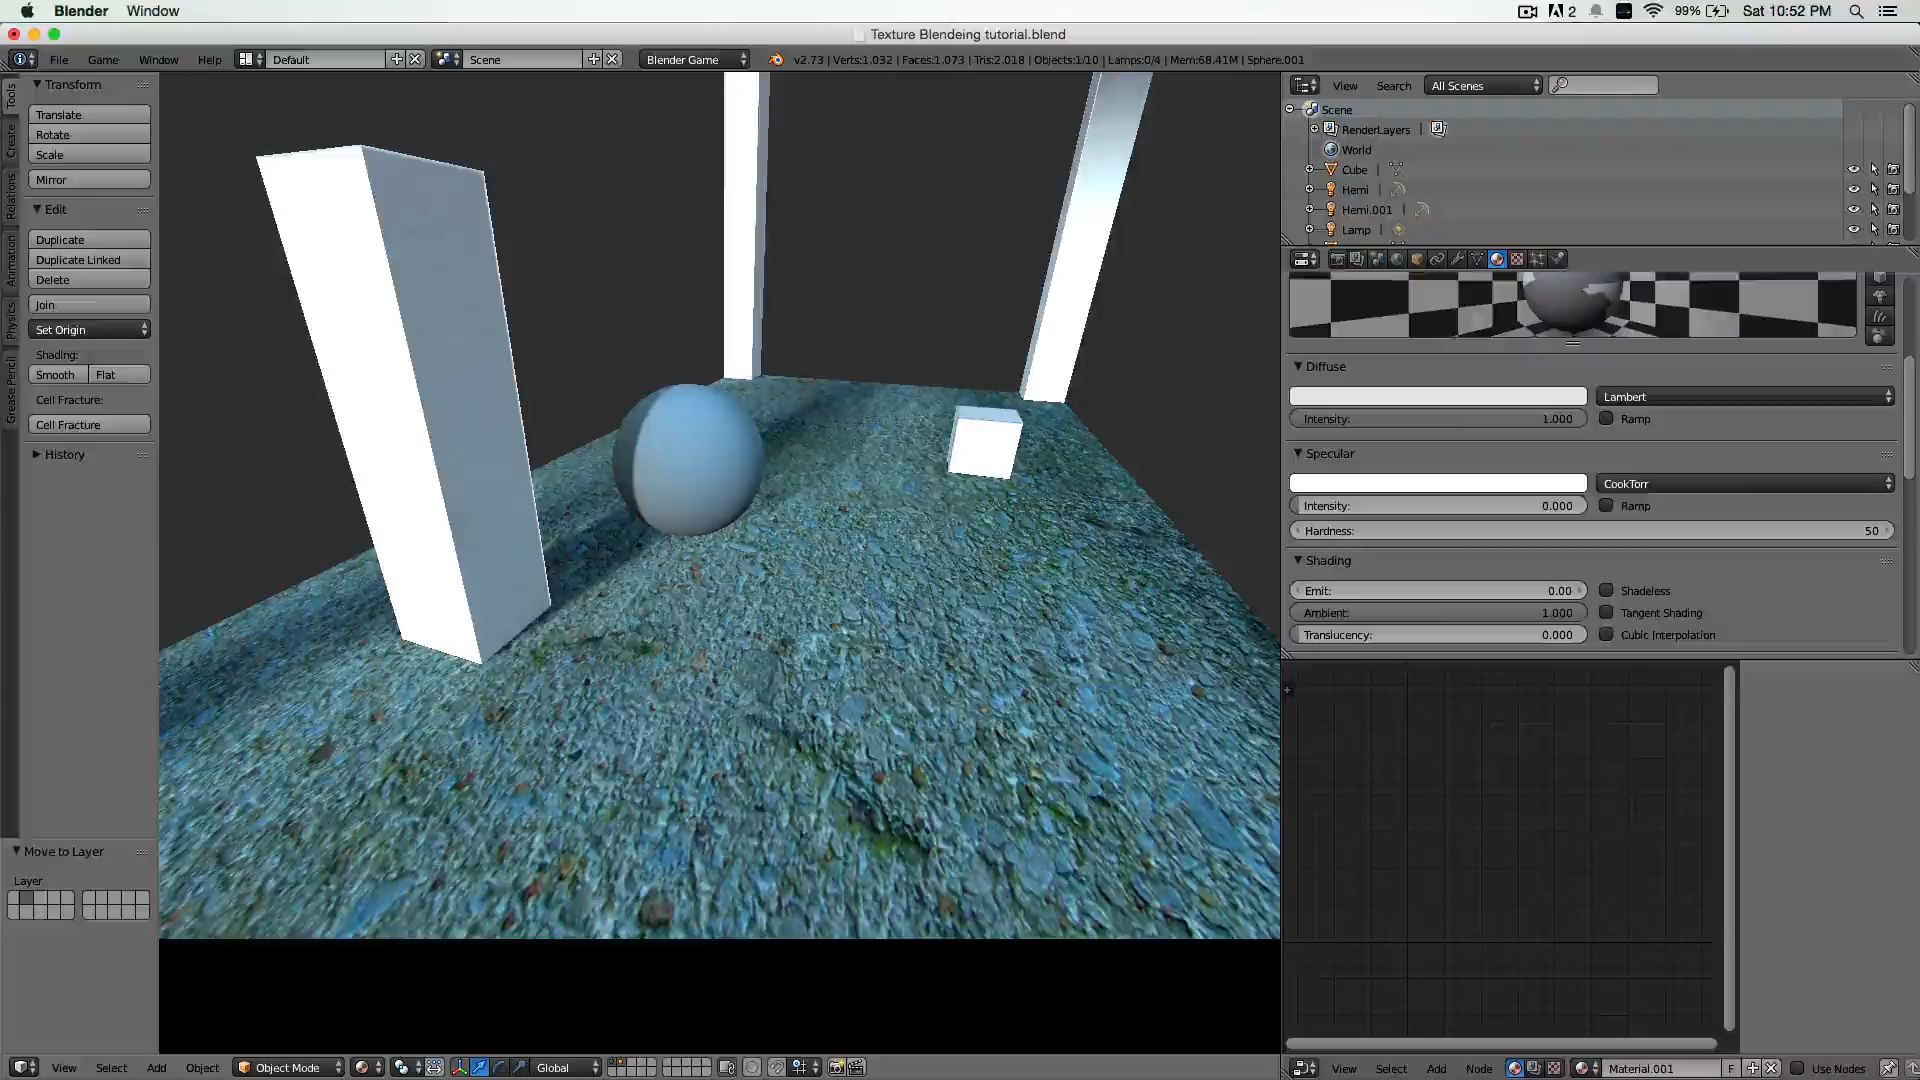 Blender Window 2 99% Sat 10:52 PM
Texture Blendeing tutorial.blend
File Game Window Help Default Scene Blender Game v2.73 | Verts:1.032 | Faces:1.073 | Tris:2.018 | Objects:1/10 | Lamps:0/4 | Mem:68.41M | Sphere.001
Tools
Create
Relations
Animation
Physics
Grease Pencil
Transform
Translate
Rotate
Scale
Mirror
Edit
Duplicate
Duplicate Linked
Delete
Join
Set Origin
Shading:
Smooth Flat
Cell Fracture:
Cell Fracture
History
Move to Layer
Layer
View Search All Scenes
Scene
RenderLayers |
World
Cube |
Hemi |
Hemi.001 |
Lamp |
Diffuse
Lambert
Intensity: 1.000 Ramp
Specular
CookTorr
Intensity: 0.000 Ramp
Hardness: 50
Shading
Emit: 0.00 Shadeless
Ambient: 1.000 Tangent Shading
Translucency: 0.000 Cubic Interpolation
View Select Add Object Object Mode Global
View Select Add Node Material.001 F Use Nodes